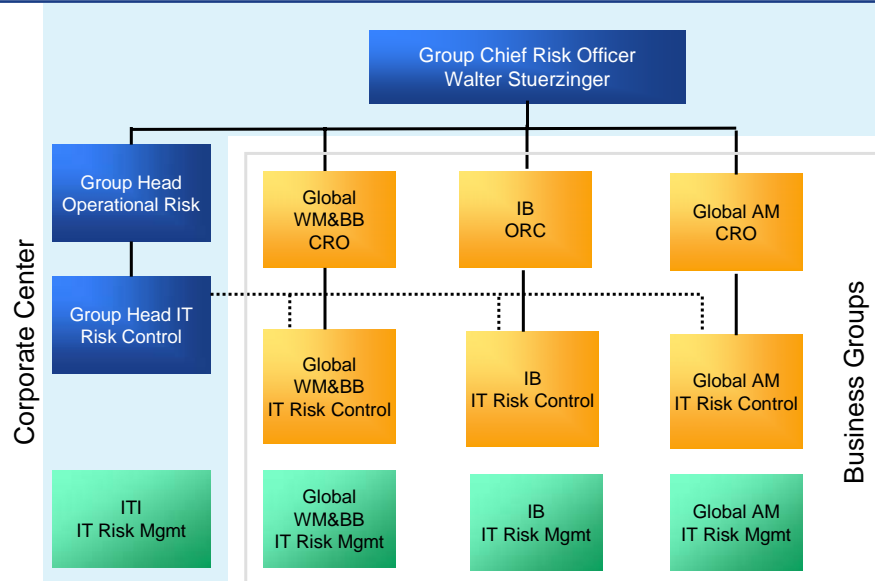 Group Chief Risk Officer
Walter Stuerzinger
Group Head
Operational Risk
Global
WM&BB
CRO
IB
ORC
Global AM
CRO
Corporate Center
Business Groups
Group Head IT
Risk Control
Global
WM&BB
IT Risk Control
IB
IT Risk Control
Global AM
IT Risk Control
ITI
IT Risk Mgmt
Global
WM&BB
IT Risk Mgmt
IB
IT Risk Mgmt
Global AM
IT Risk Mgmt